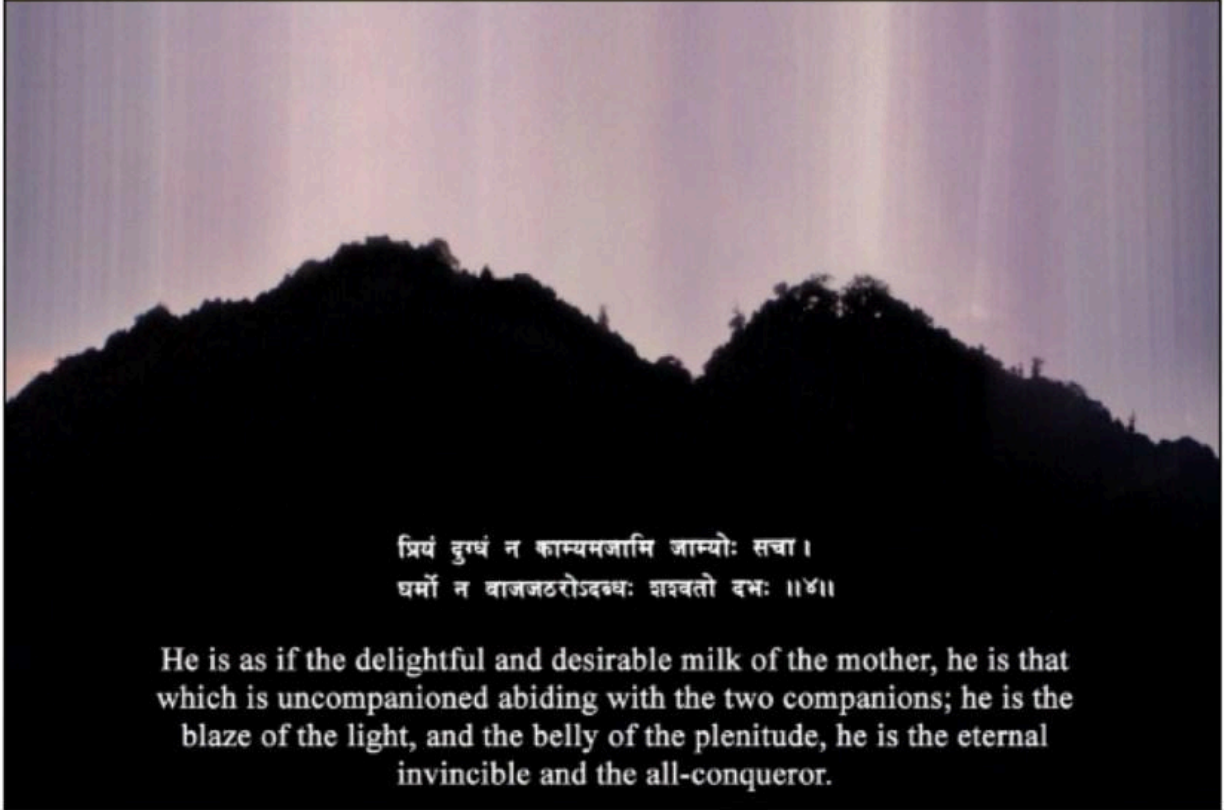 प्रियं दुग्धं न काम्यमजामि जाम्योः सचा।
घर्मो न वाजजठरोऽदब्धः शश्वतो दभः ॥४॥
He is as if the delightful and desirable milk of the mother, he is that
which is uncompanioned abiding with the two companions; he is the
blaze of the light, and the belly of the plenitude, he is the eternal
invincible and the all-conqueror.